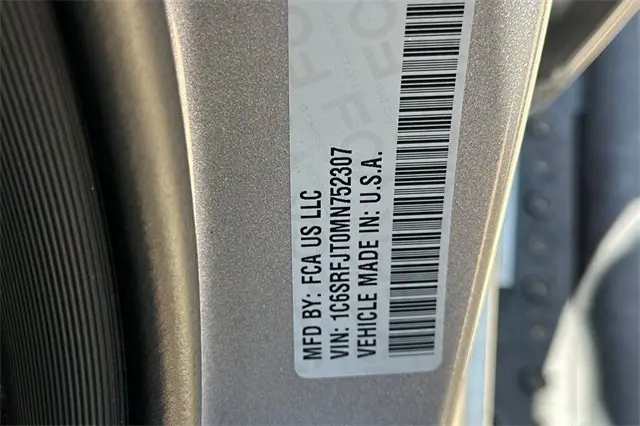 MFD BY: FCA US LLC
VIN: 1C6SRFJT0MN752307
VEHICLE MADE IN: U.S.A.